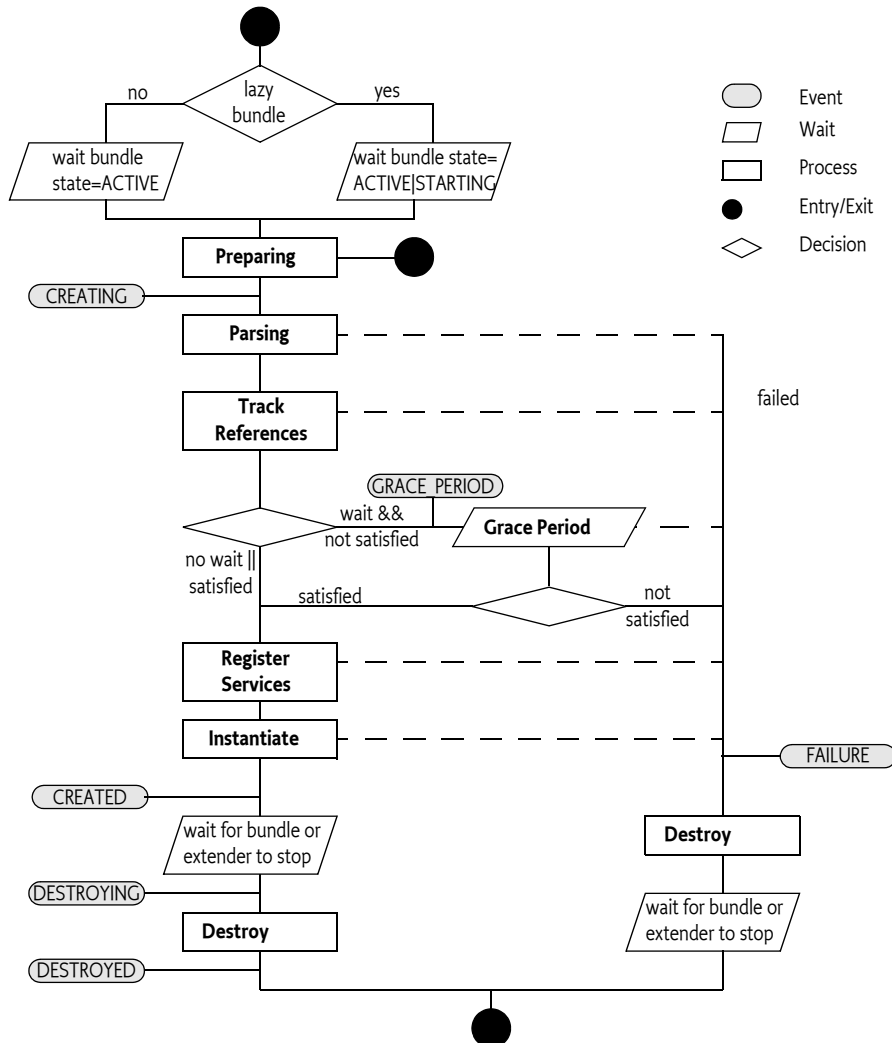 lazy
bundle
no
yes
wait bundle
state=ACTIVE
wait bundle state=
ACTIVE|STARTING
Event
Wait
Process
Entry/Exit
Decision
Preparing
CREATING
Parsing
failed
Track
References
GRACE_PERIOD
wait &&
not satisfied
Grace Period
no wait ||
satisfied
satisfied
not
satisfied
Register
Services
Instantiate
FAILURE
CREATED
wait for bundle or
extender to stop
Destroy
DESTROYING
wait for bundle or
extender to stop
Destroy
DESTROYED